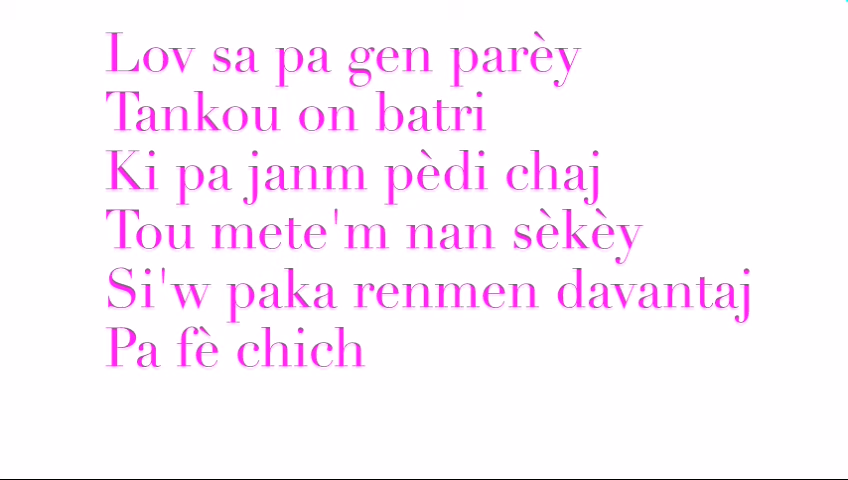 Lov sa pa gen parèy
Tankou on batri
Ki pa janm pèdi chaj
Tou mete'm nan sèkèy
Si'w paka renmen davantaj
Pa fè chich